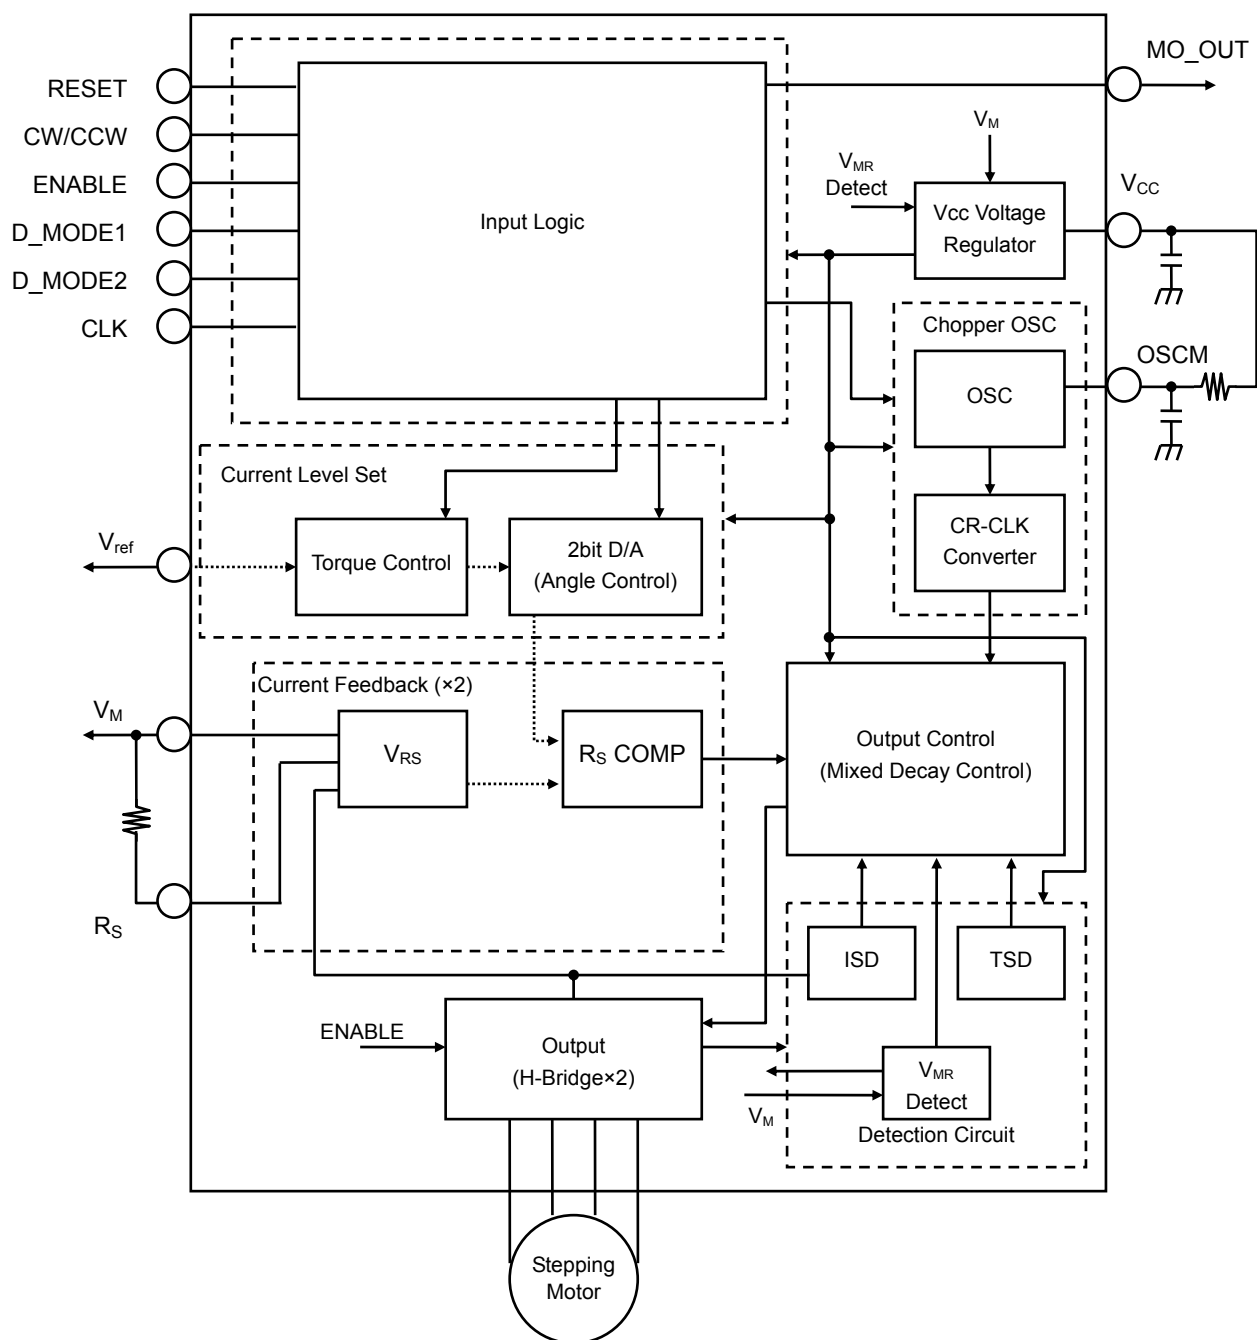 MO_OUT
RESET
CW/CCW
ENABLE
D_MODE1
D_MODE2
CLK
Input Logic
VM
VMR
Detect
Vcc Voltage
Regulator
VCC
Chopper OSC
OSC
OSCM
CR-CLK
Converter
Current Level Set
Vref
Torque Control
2bit D/A
(Angle Control)
Current Feedback (×2)
VM
VRS
RS COMP
Output Control
(Mixed Decay Control)
RS
ISD
TSD
ENABLE
Output
(H-Bridge×2)
VMR
Detect
VM
Detection Circuit
Stepping
Motor